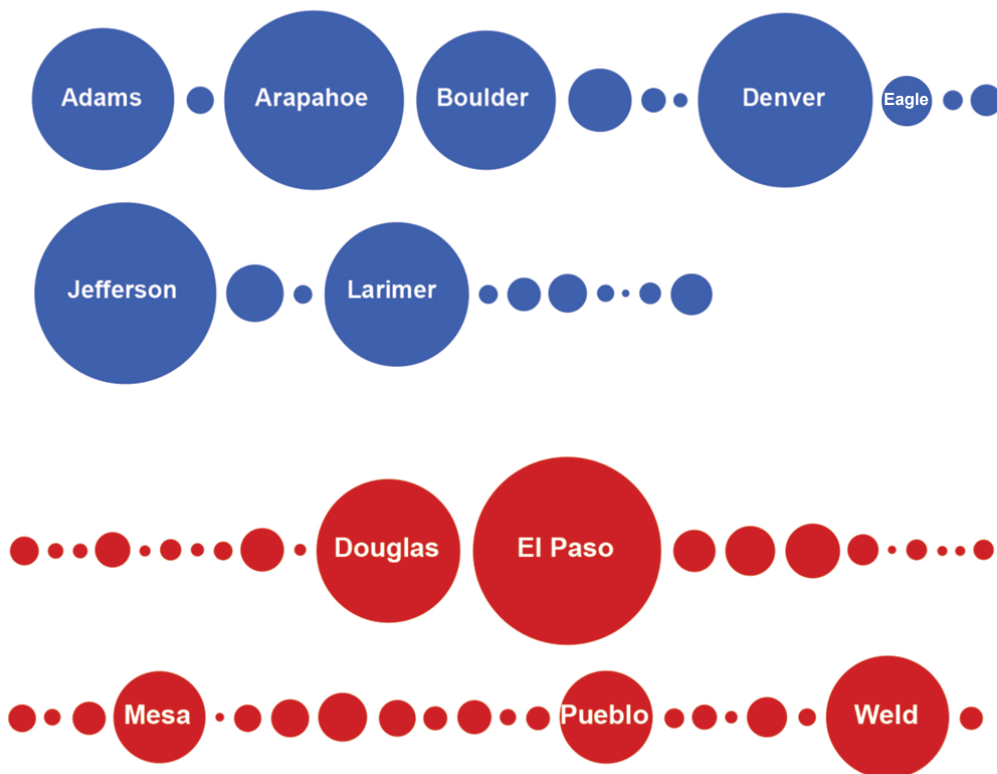 Adams
Arapahoe
Boulder
Denver
Eagle
Jefferson
Larimer
Douglas
El Paso
Mesa
Pueblo
Weld